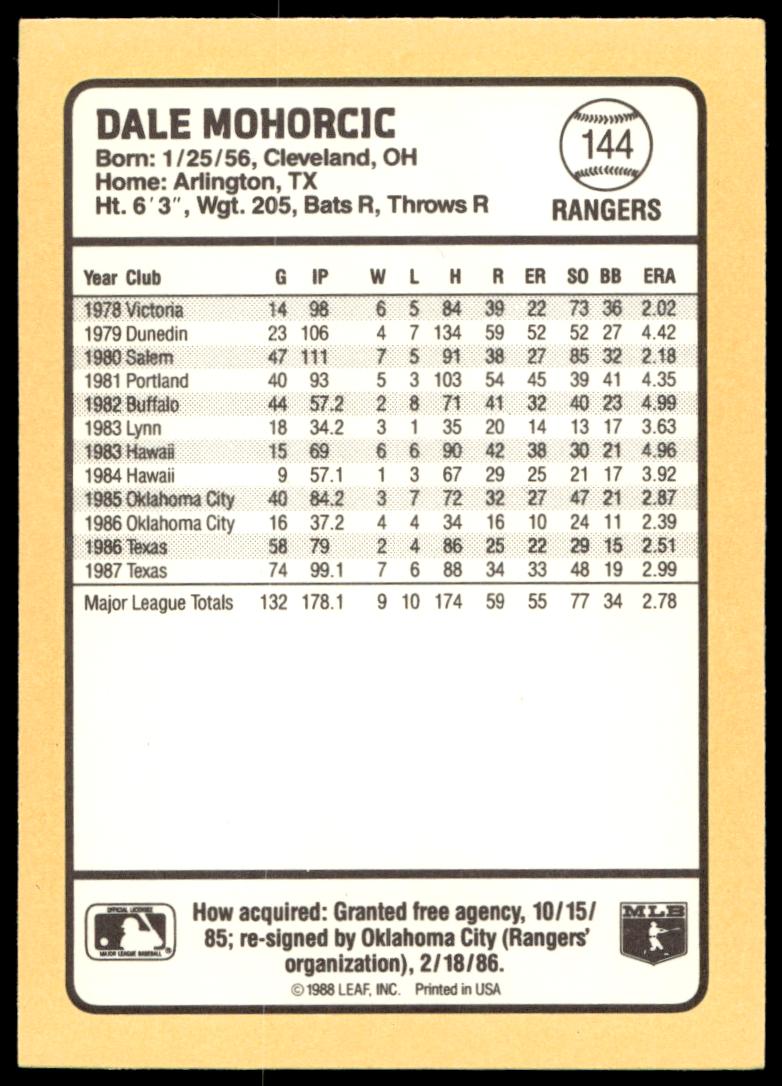 DALE MOHORCIC
Born: 1/25/56, Cleveland, OH
Home: Arlington, TX
Ht. 6'3", Wgt. 205, Bats R, Throws R
144
RANGERS
Year Club G IP W L H R ER SO BB ERA
1978 Victoria 14 98 6 5 84 39 22 73 36 2.02
1979 Dunedin 23 106 4 7 134 59 52 52 27 4.42
1980 Salem 47 111 7 5 91 38 27 85 32 2.18
1981 Portland 40 93 5 3 103 54 45 39 41 4.35
1982 Buffalo 44 57.2 2 8 71 41 32 40 23 4.99
1983 Lynn 18 34.2 3 1 35 20 14 13 17 3.63
1983 Hawaii 15 69 6 6 90 42 38 30 21 4.96
1984 Hawaii 9 57.1 1 3 67 29 25 21 17 3.92
1985 Oklahoma City 40 84.2 3 7 72 32 27 47 21 2.87
1986 Oklahoma City 16 37.2 4 4 34 16 10 24 11 2.39
1986 Texas 58 79 2 4 86 25 22 29 15 2.51
1987 Texas 74 99.1 7 6 88 34 33 48 19 2.99
Major League Totals 132 178.1 9 10 174 59 55 77 34 2.78
OFFICIAL LICENSEE
MAJOR LEAGUE BASEBALL
®
How acquired: Granted free agency, 10/15/
85; re-signed by Oklahoma City (Rangers'
organization), 2/18/86.
© 1988 LEAF, INC. Printed in USA
MLB